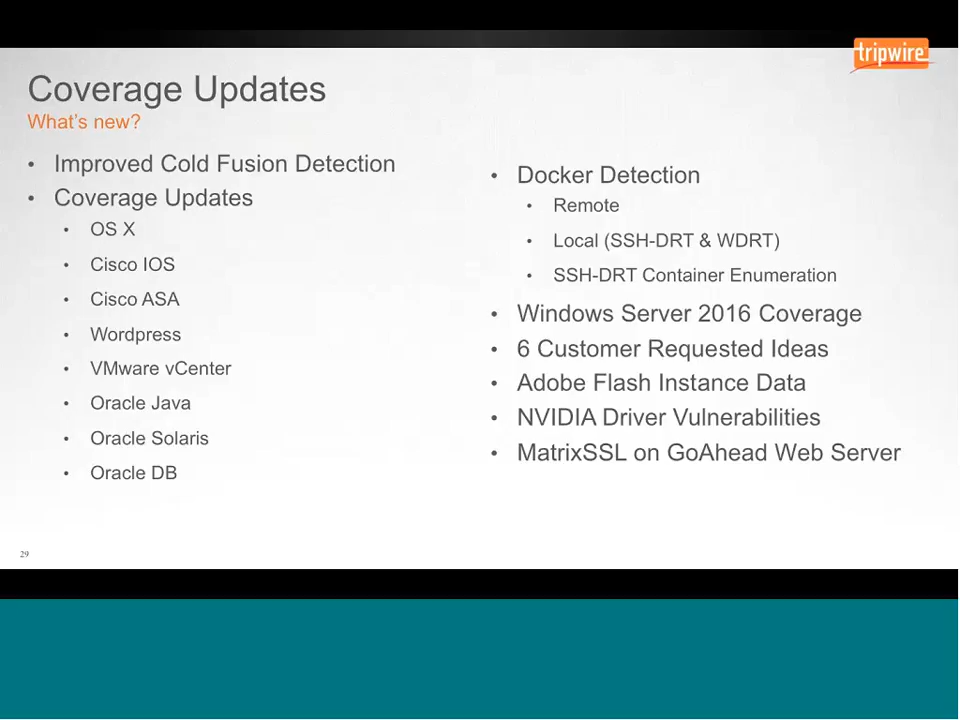 tripwire
Coverage Updates
What's new?
• Improved Cold Fusion Detection
• Coverage Updates
• OS X
• Cisco IOS
• Cisco ASA
• Wordpress
• VMware vCenter
• Oracle Java
• Oracle Solaris
• Oracle DB
• Docker Detection
• Remote
• Local (SSH-DRT & WDRT)
• SSH-DRT Container Enumeration
• Windows Server 2016 Coverage
• 6 Customer Requested Ideas
• Adobe Flash Instance Data
• NVIDIA Driver Vulnerabilities
• MatrixSSL on GoAhead Web Server
29